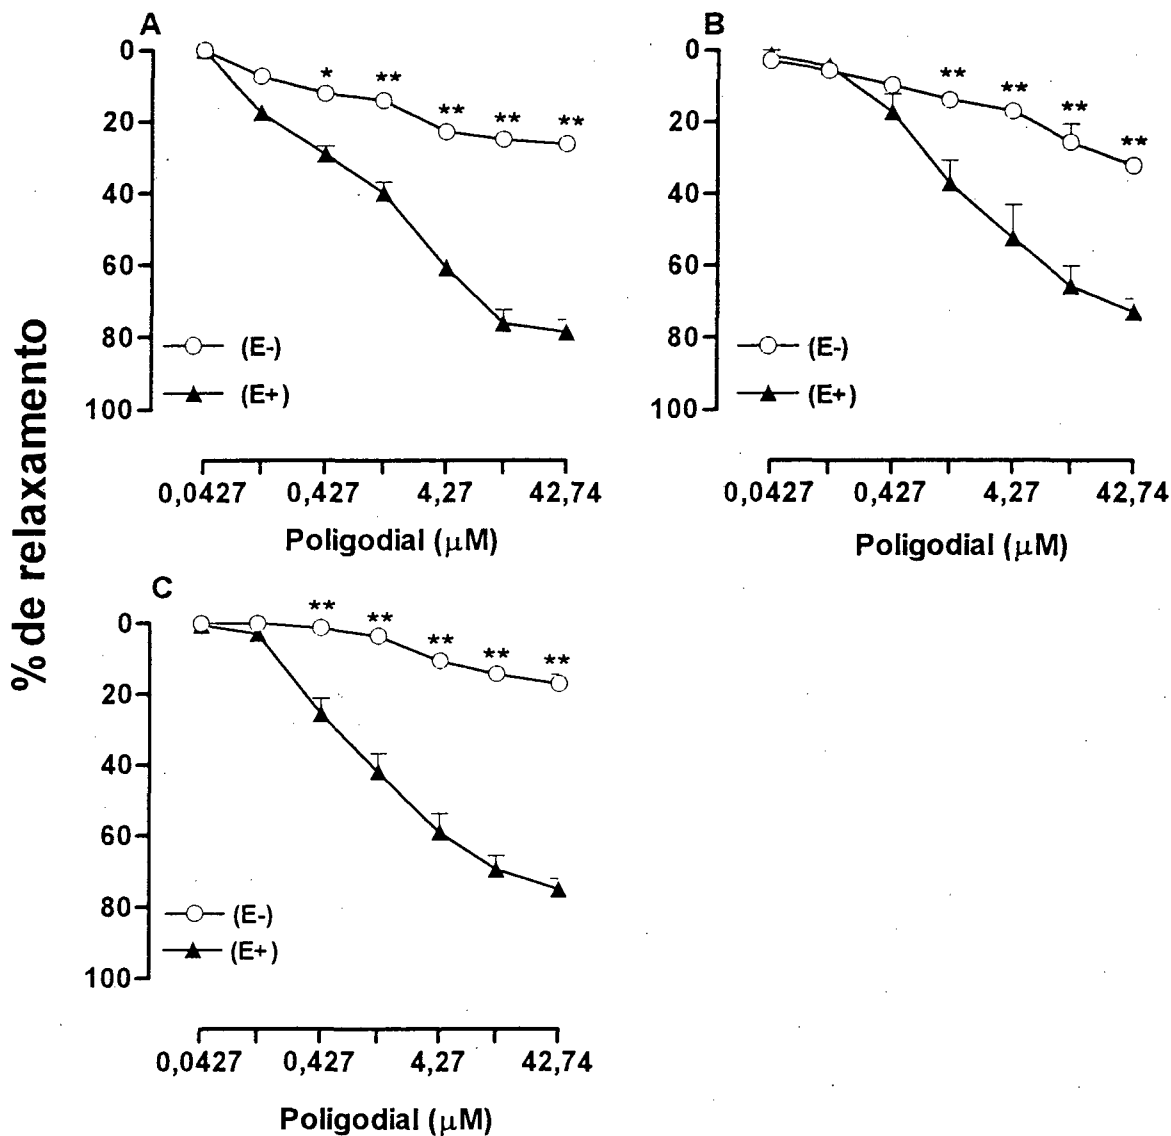 % de relaxamento
A
0
20
40
60
80
100
* ** ** ** **
(E-)
(E+)
0,0427 0,427 4,27 42,74
Poligodial (µM)
B
0
20
40
60
80
100
** ** ** **
(E-)
(E+)
0,0427 0,427 4,27 42,74
Poligodial (µM)
C
0
20
40
60
80
100
** ** ** ** **
(E-)
(E+)
0,0427 0,427 4,27 42,74
Poligodial (µM)